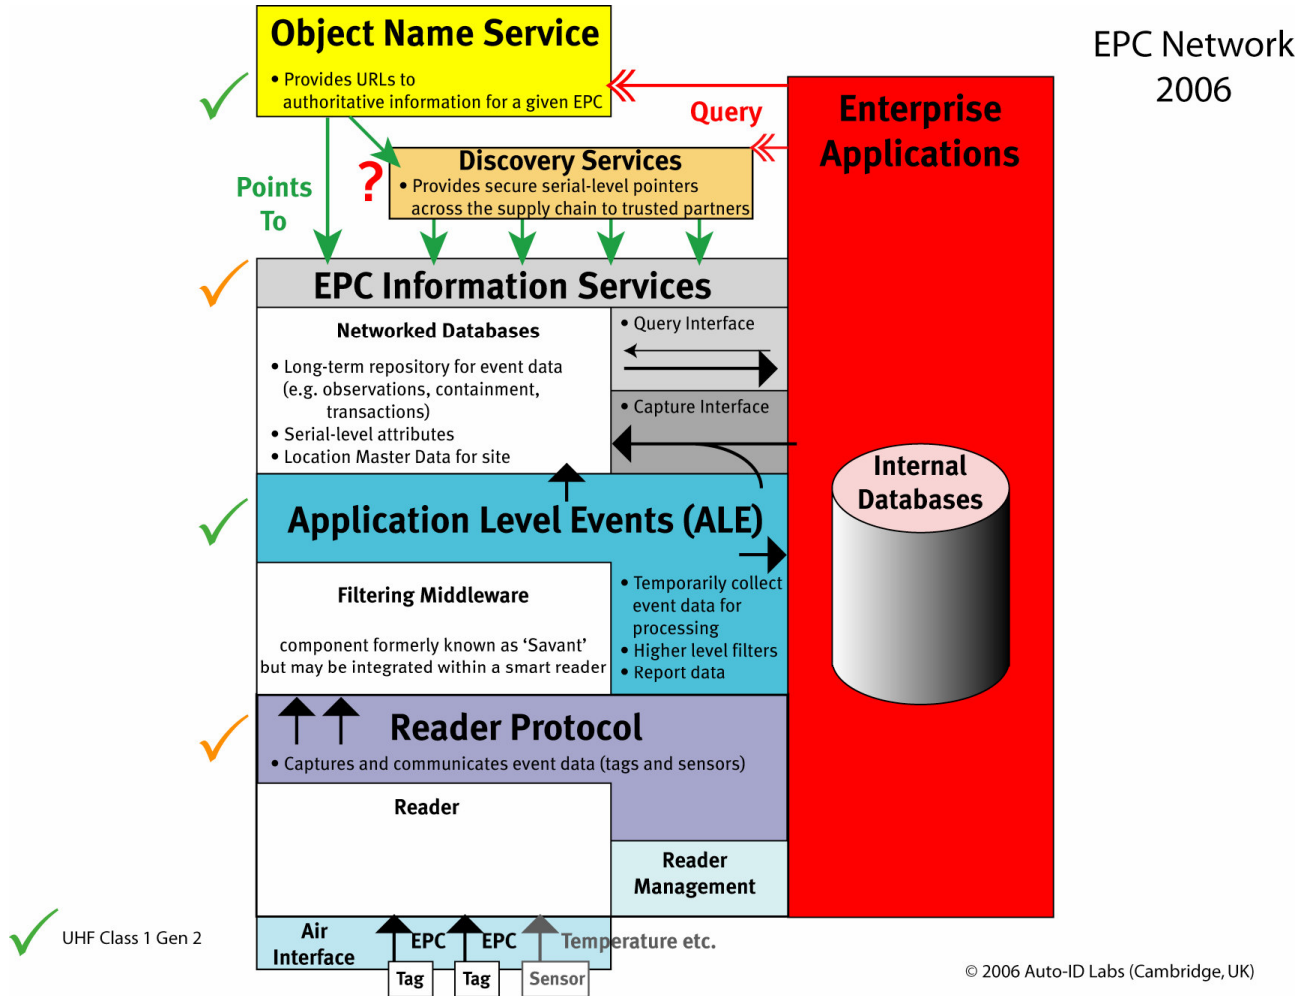 EPC Network
2006
Object Name Service
• Provides URLs to
authoritative information for a given EPC
Query
Enterprise
Applications
Discovery Services
• Provides secure serial-level pointers
across the supply chain to trusted partners
?
Points
To
EPC Information Services
Networked Databases
• Long-term repository for event data
(e.g. observations, containment,
transactions)
• Serial-level attributes
• Location Master Data for site
• Query Interface
• Capture Interface
Internal
Databases
Application Level Events (ALE)
Filtering Middleware
component formerly known as ‘Savant’
but may be integrated within a smart reader
• Temporarily collect
event data for
processing
• Higher level filters
• Report data
Reader Protocol
• Captures and communicates event data (tags and sensors)
Reader
Reader
Management
UHF Class 1 Gen 2
Air
Interface
EPC
EPC
Temperature etc.
Tag
Tag
Sensor
© 2006 Auto-ID Labs (Cambridge, UK)